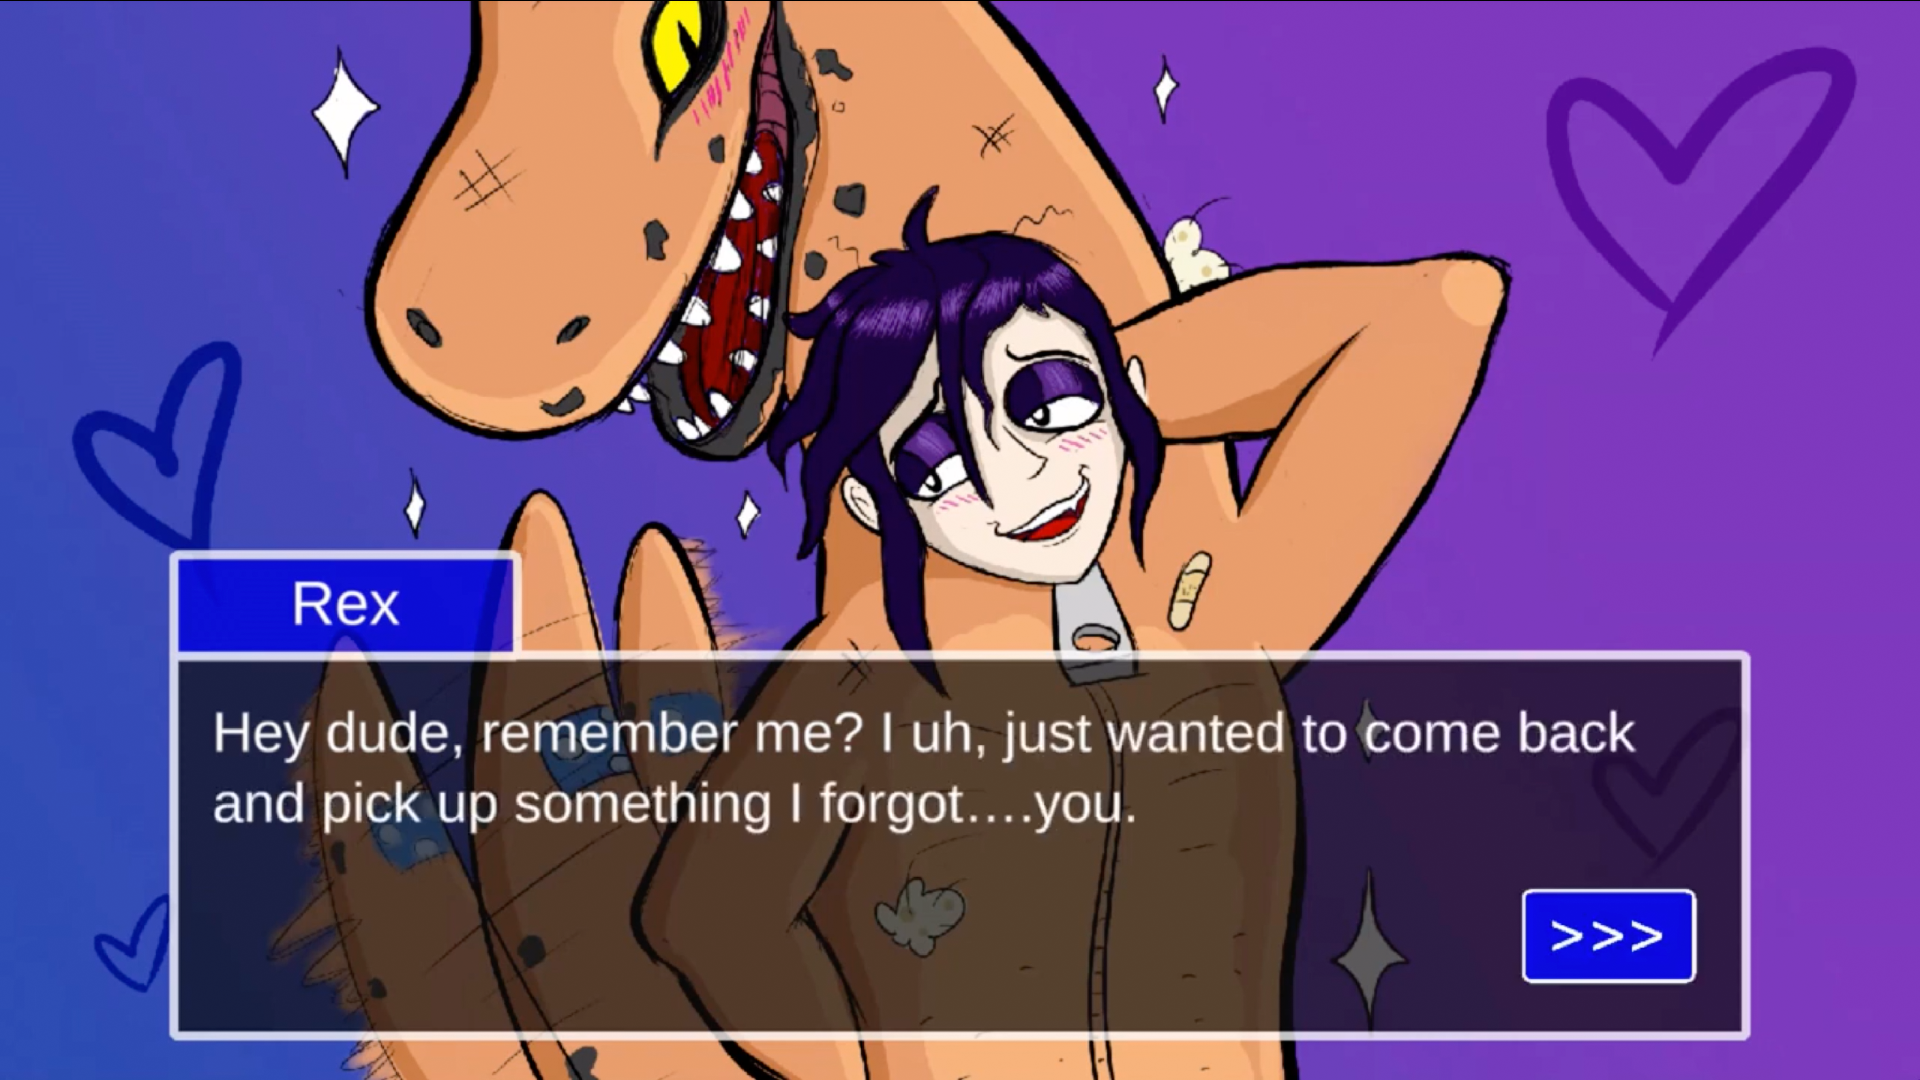 Rex
Hey dude, remember me? I uh, just wanted to come back
and pick up something I forgot....you.
>>>